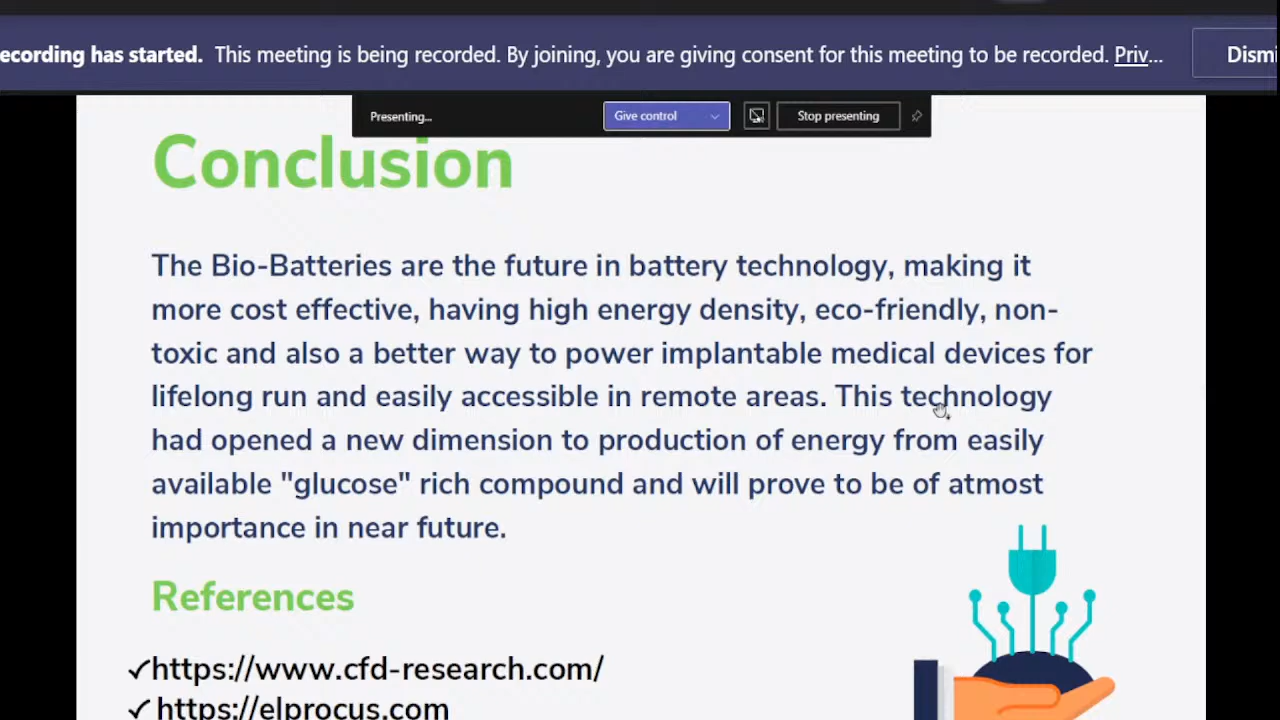 ecording has started. This meeting is being recorded. By joining, you are giving consent for this meeting to be recorded. Priv...
Dismi
Presenting...
Give control
Stop presenting
Conclusion
The Bio-Batteries are the future in battery technology, making it
more cost effective, having high energy density, eco-friendly, non-
toxic and also a better way to power implantable medical devices for
lifelong run and easily accessible in remote areas. This technology
had opened a new dimension to production of energy from easily
available "glucose" rich compound and will prove to be of atmost
importance in near future.
References
✓https://www.cfd-research.com/
✓ https://elprocus.com